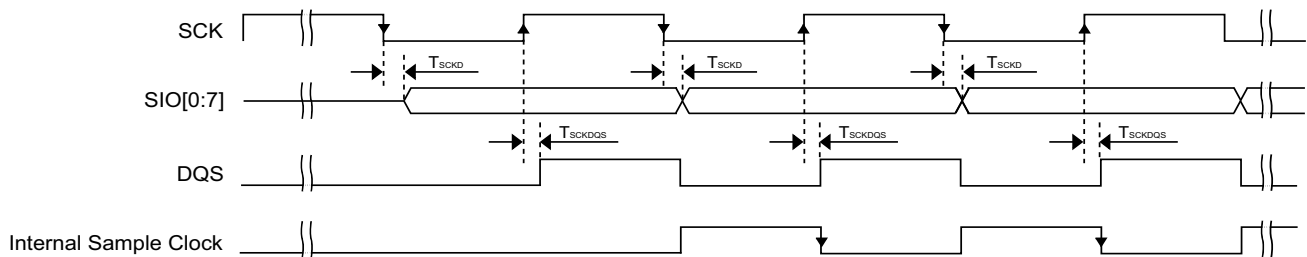 SCK
TSCKD TSCKD TSCKD
SIO[0:7]
TSCKDQS TSCKDQS TSCKDQS
DQS
Internal Sample Clock